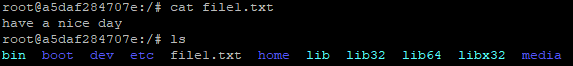 root@a5daf284707e:/# cat file1.txt
have a nice day
root@a5daf284707e:/# ls
bin boot dev etc file1.txt home lib lib32 lib64 libx32 media